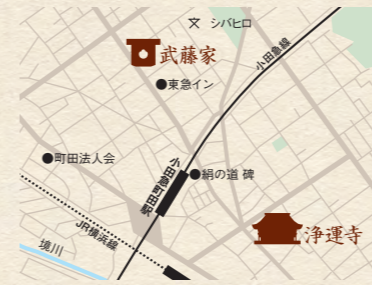 シバヒロ
武藤家
小田急線
●東急イン
●町田法人会
小田急町田駅
●絹の道 碑
浄運寺
JR横浜線
境川